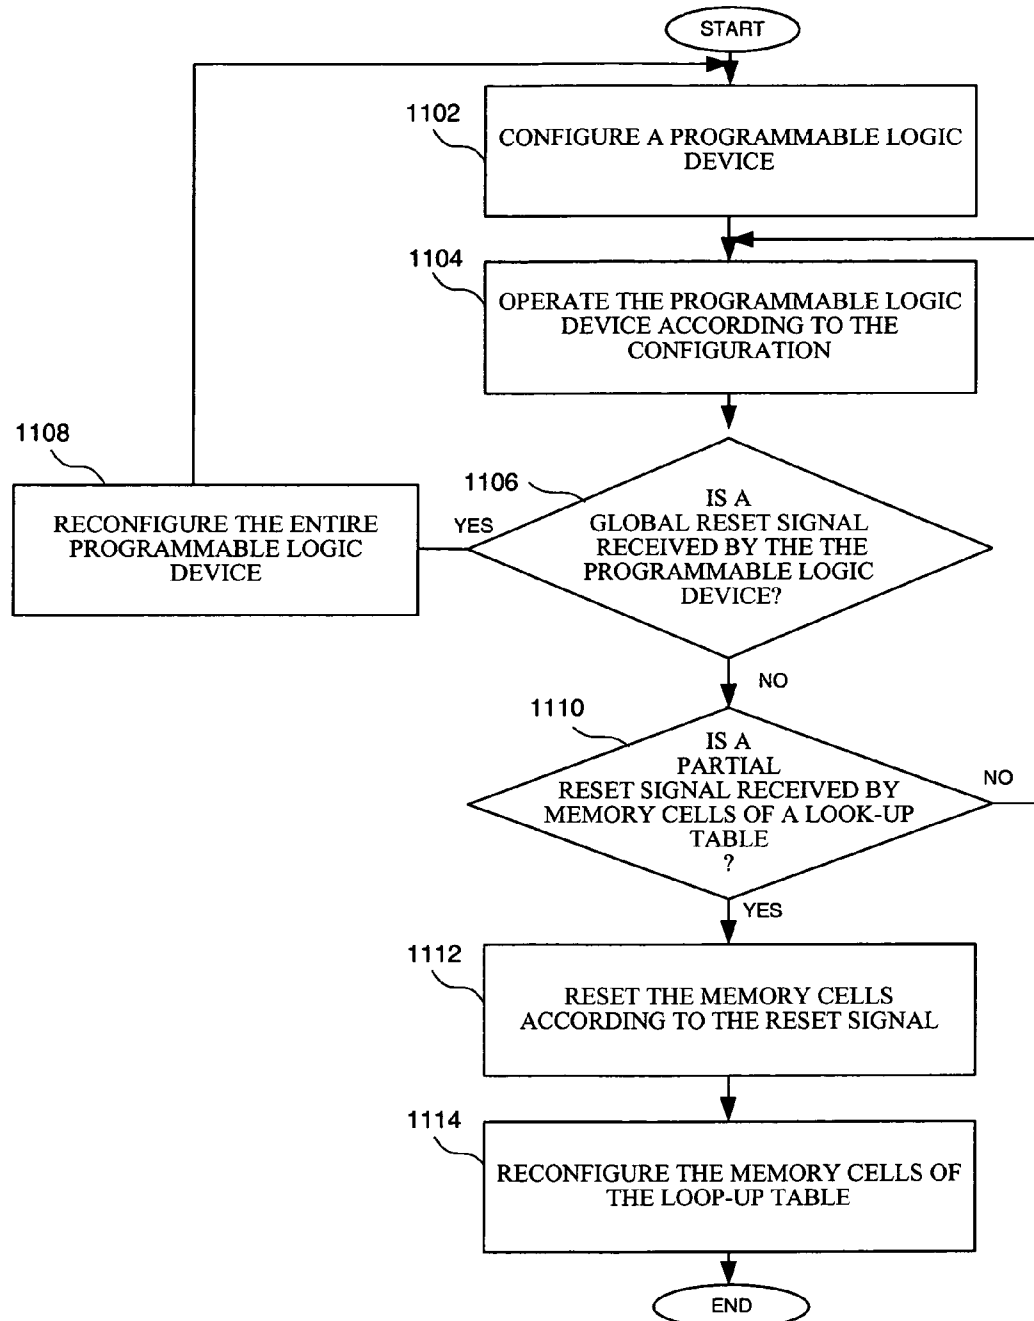 START
1102
CONFIGURE A PROGRAMMABLE LOGIC
DEVICE
1104
OPERATE THE PROGRAMMABLE LOGIC
DEVICE ACCORDING TO THE
CONFIGURATION
1108
RECONFIGURE THE ENTIRE
PROGRAMMABLE LOGIC
DEVICE
YES
1106
IS A
GLOBAL RESET SIGNAL
RECEIVED BY THE THE
PROGRAMMABLE LOGIC
DEVICE?
NO
1110
IS A
PARTIAL
RESET SIGNAL RECEIVED BY
MEMORY CELLS OF A LOOK-UP
TABLE
?
NO
YES
1112
RESET THE MEMORY CELLS
ACCORDING TO THE RESET SIGNAL
1114
RECONFIGURE THE MEMORY CELLS OF
THE LOOP-UP TABLE
END